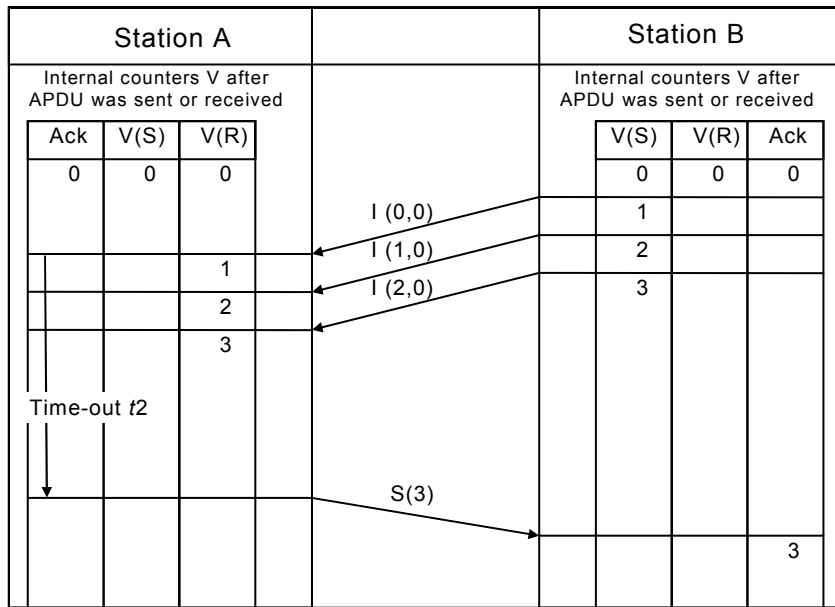 Station A
Station B
Internal counters V after
APDU was sent or received
Internal counters V after
APDU was sent or received
Ack V(S) V(R)
V(S) V(R) Ack
0 0 0
0 0 0
I (0,0)
1
I (1,0)
1
2
I (2,0)
2
3
3
Time-out t2
S(3)
3